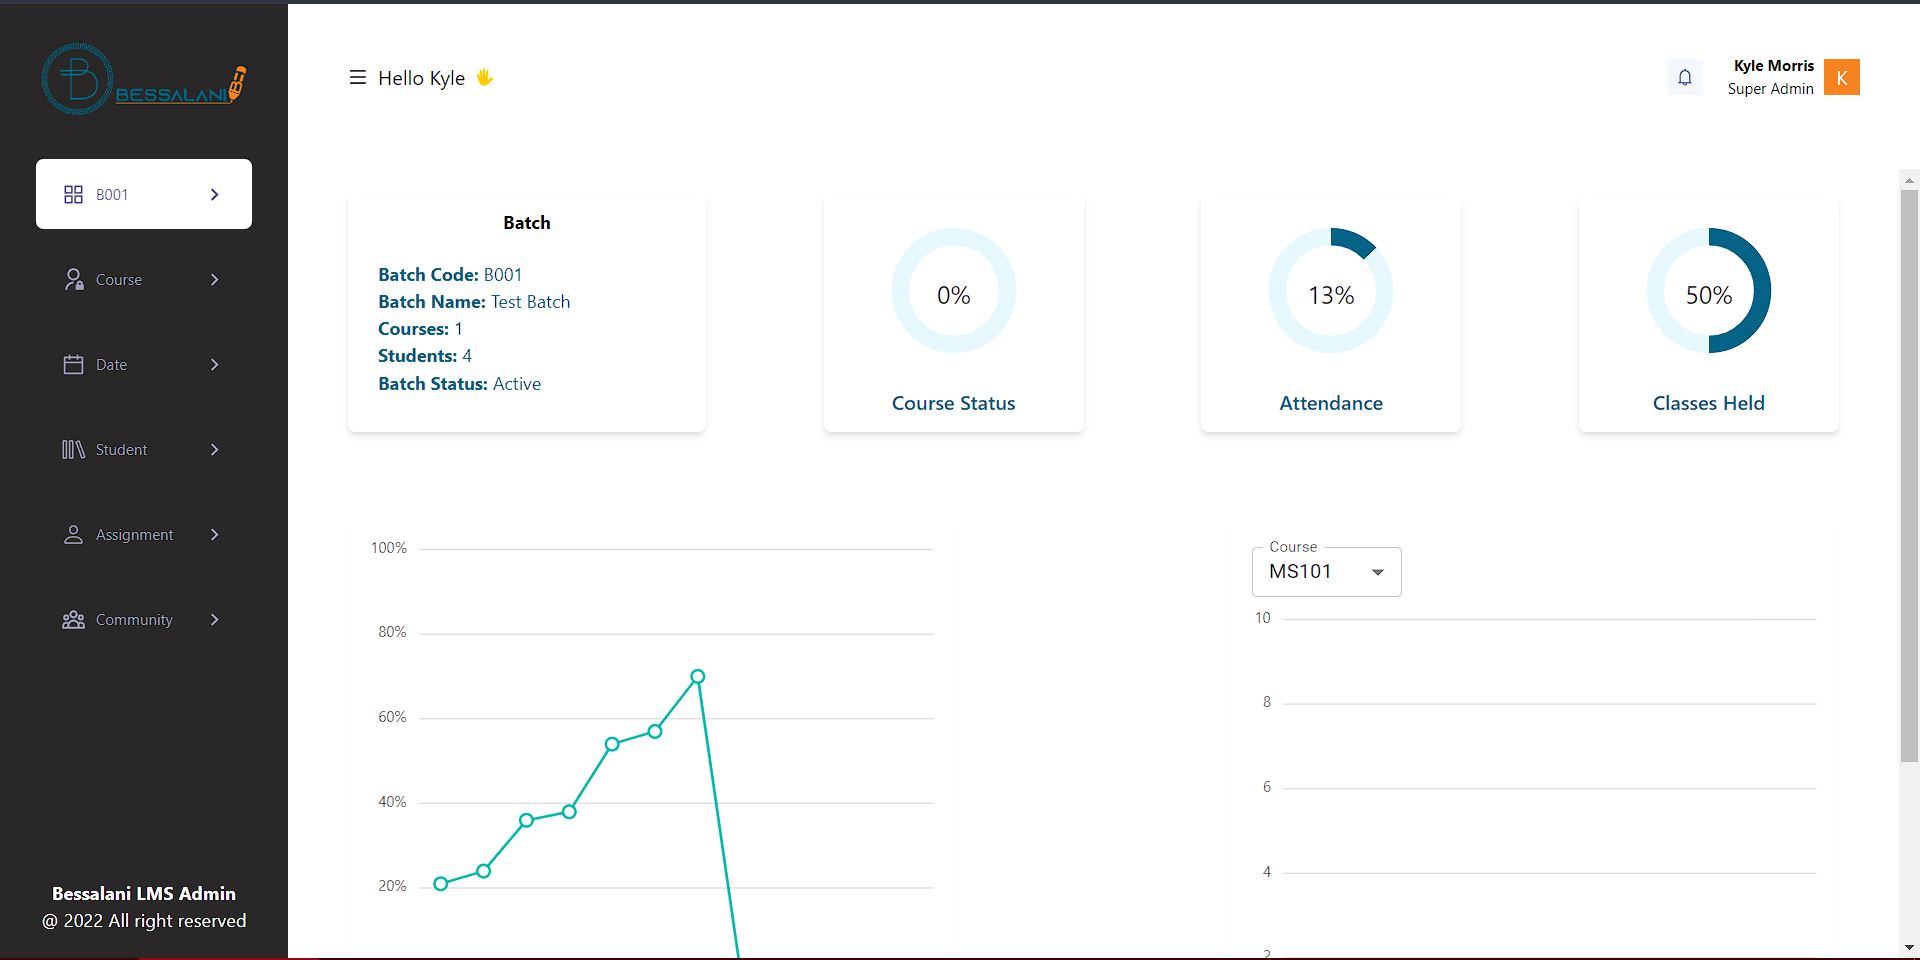 BESSALANI
B001
Course
Date
Student
Assignment
Community
Bessalani LMS Admin
@ 2022 All right reserved
Hello Kyle
Kyle Morris
Super Admin
K
Batch
Batch Code: B001
Batch Name: Test Batch
Courses: 1
Students: 4
Batch Status: Active
0%
Course Status
13%
Attendance
50%
Classes Held
100%
80%
60%
40%
20%
Course
MS101
10
8
6
4
2